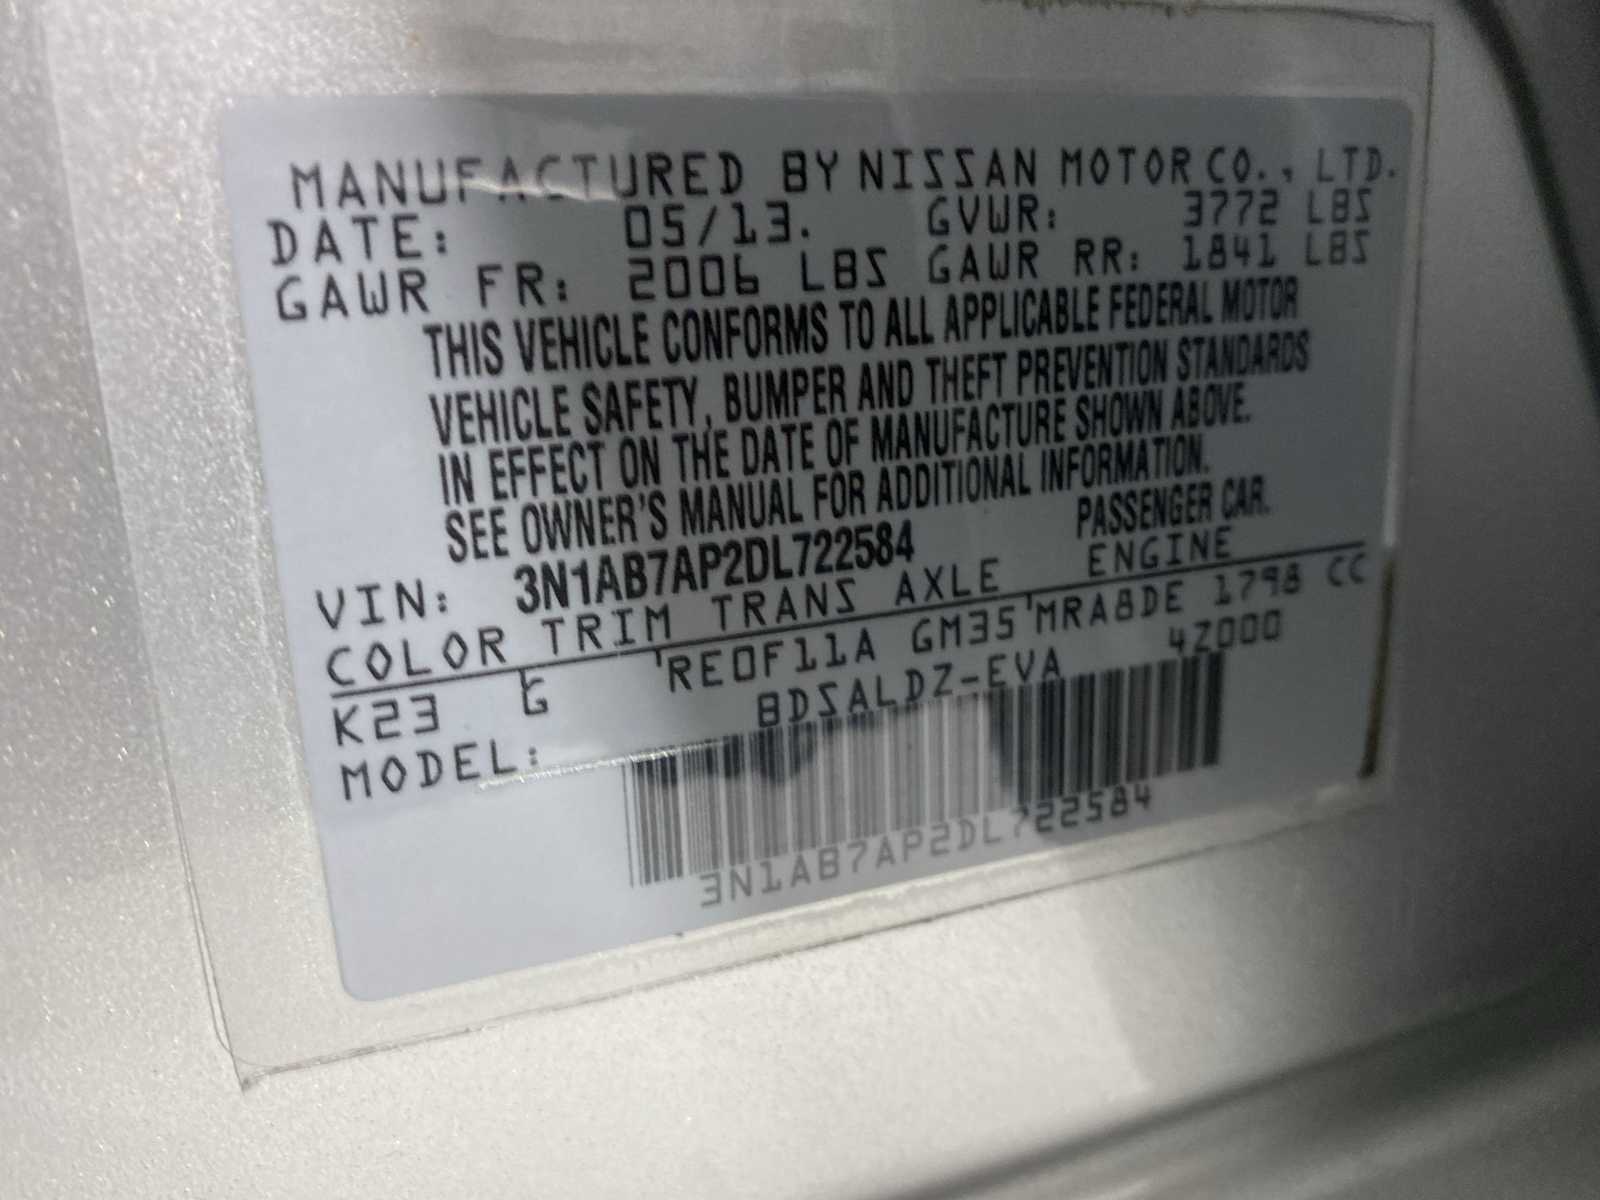 MANUFACTURED BY NISSAN MOTOR CO., LTD.
DATE: 05/13. GVWR: 3772 LBS
GAWR FR: 2006 LBS GAWR RR: 1841 LBS
THIS VEHICLE CONFORMS TO ALL APPLICABLE FEDERAL MOTOR
VEHICLE SAFETY, BUMPER AND THEFT PREVENTION STANDARDS
IN EFFECT ON THE DATE OF MANUFACTURE SHOWN ABOVE.
SEE OWNER'S MANUAL FOR ADDITIONAL INFORMATION.
VIN: 3N1AB7AP2DL722584 PASSENGER CAR.
COLOR TRIM TRANS AXLE ENGINE
K23 G RE0F11A GM35 MRA8DE 1798 CC
MODEL: BDSALDZ-EVA 4Z000
3N1AB7AP2DL722584